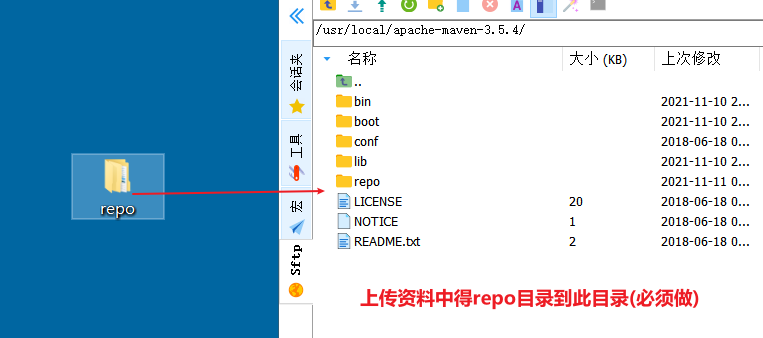 /usr/local/apache-maven-3.5.4/
名称 大小 (KB) 上次修改
..
bin 2021-11-10 2...
boot 2021-11-10 2...
conf 2018-06-18 0...
lib 2021-11-10 2...
repo 2021-11-11 0...
LICENSE 20 2018-06-18 0...
NOTICE 1 2018-06-18 0...
README.txt 2 2018-06-18 0...
会话夹
工具
宏
Sftp
repo
上传资料中得repo目录到此目录(必须做)